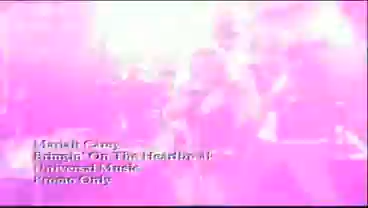 Mariah Carey
Bringin' On The Heartbreak
Universal Music
Promo Only